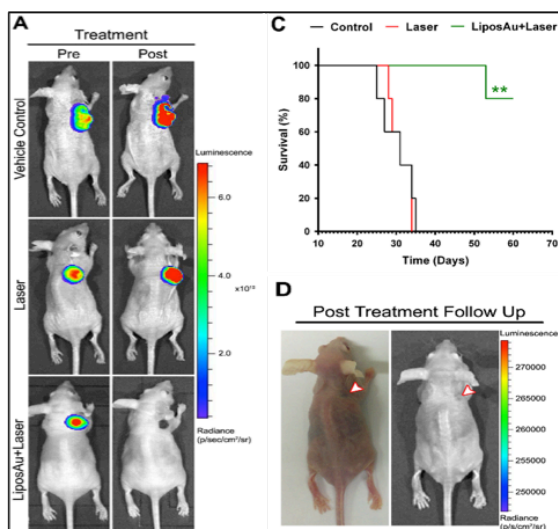 A
Treatment
Pre Post
Vehicle Control
Laser
LiposAu+Laser
Luminescence
6.0
4.0
2.0
Radiance
(p/sec/cm²/sr)
C
Control Laser LiposAu+Laser
Survival (%)
100
80
60
40
20
0
**
10 20 30 40 50 60 70
Time (Days)
D
Post Treatment Follow Up
Luminescence
270000
265000
260000
255000
250000
Radiance
(p/s/cm²/sr)